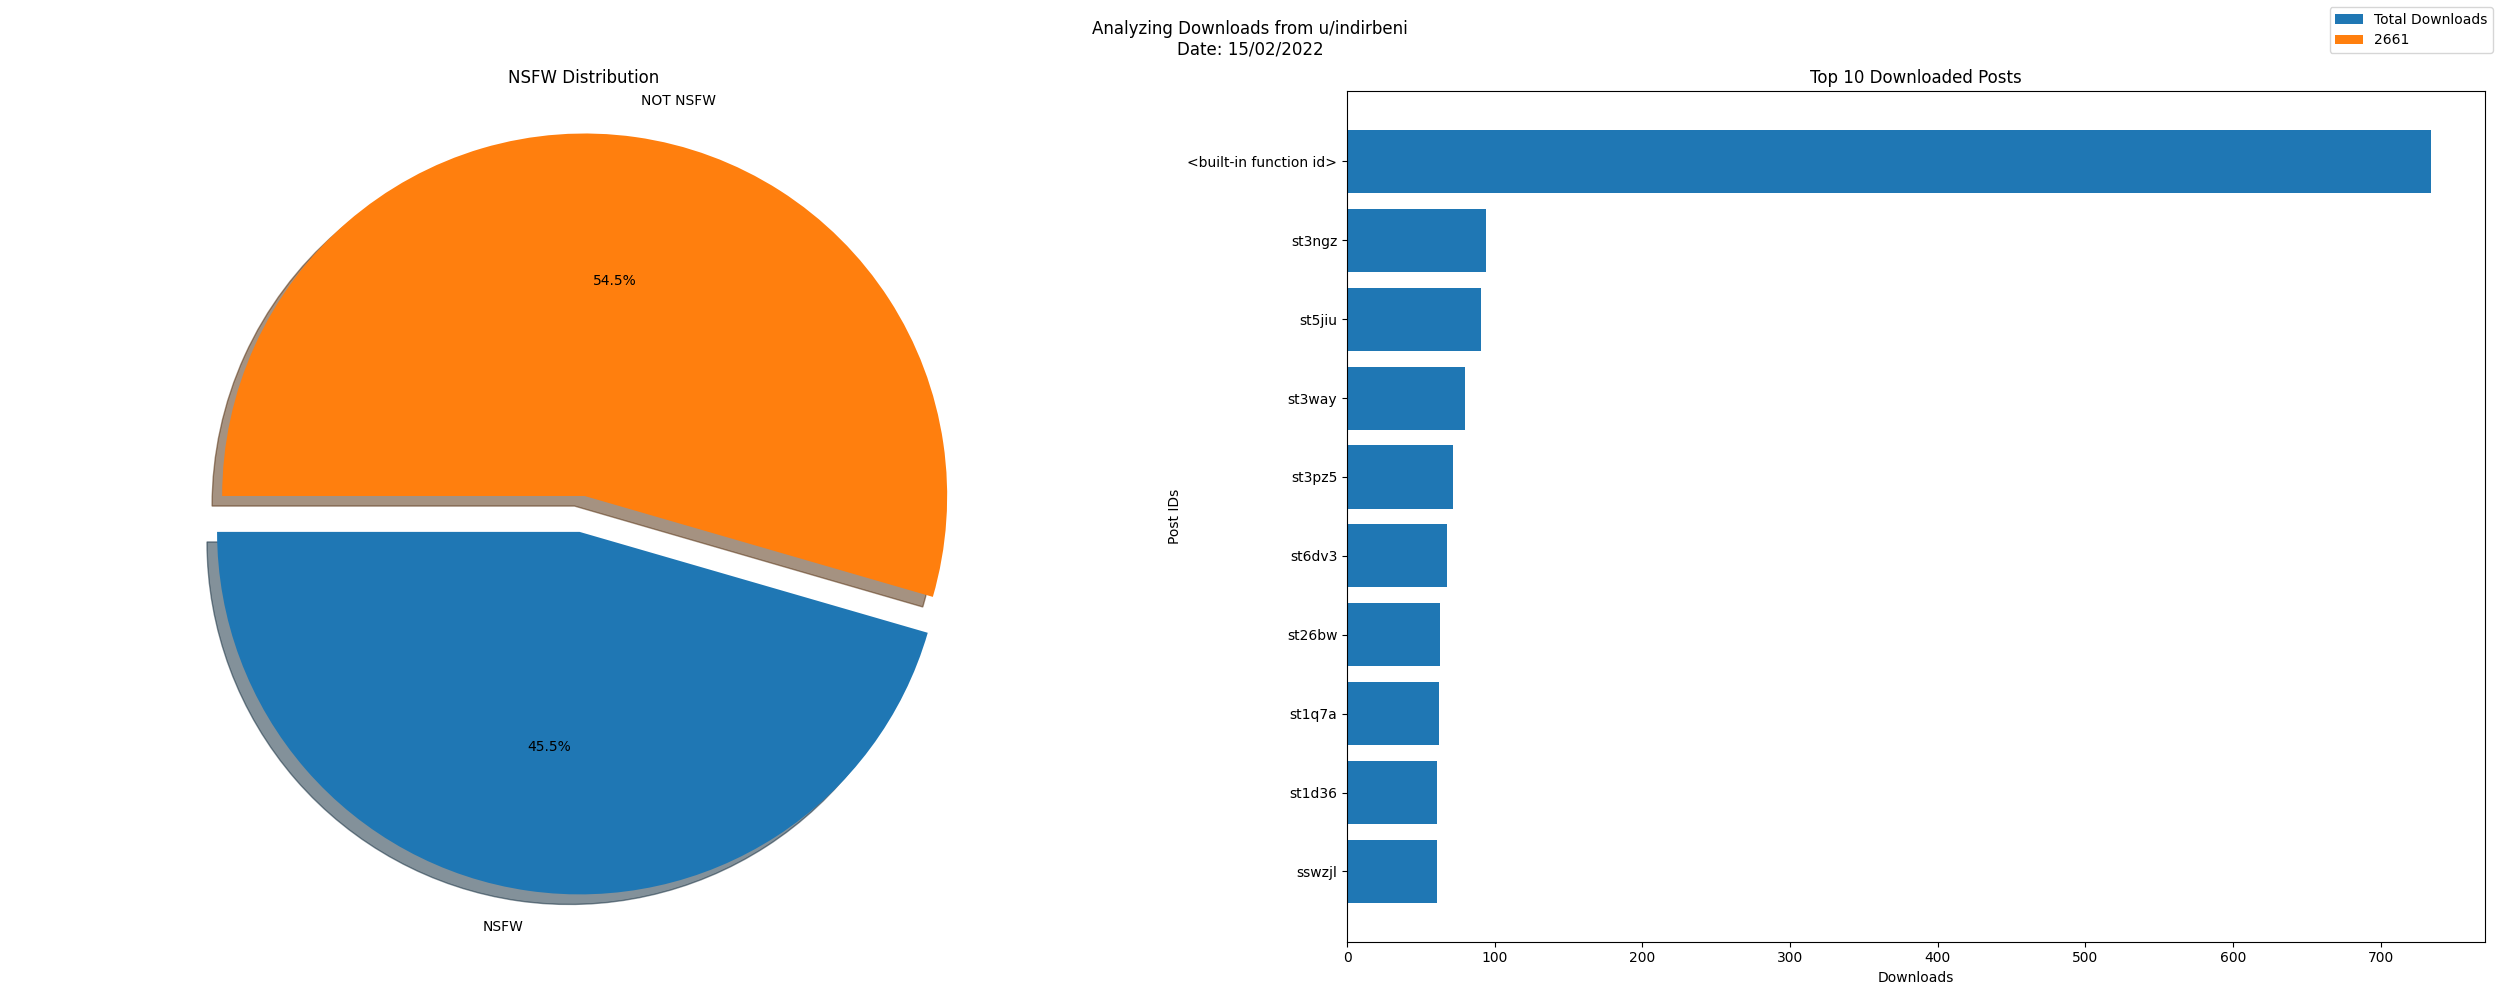 Analyzing Downloads from u/indirbeni
Date: 15/02/2022
Total Downloads
2661
NSFW Distribution
NOT NSFW
54.5%
45.5%
NSFW
Top 10 Downloaded Posts
Post IDs
<built-in function id>
st3ngz
st5jiu
st3way
st3pz5
st6dv3
st26bw
st1q7a
st1d36
sswzjl
0 100 200 300 400 500 600 700
Downloads